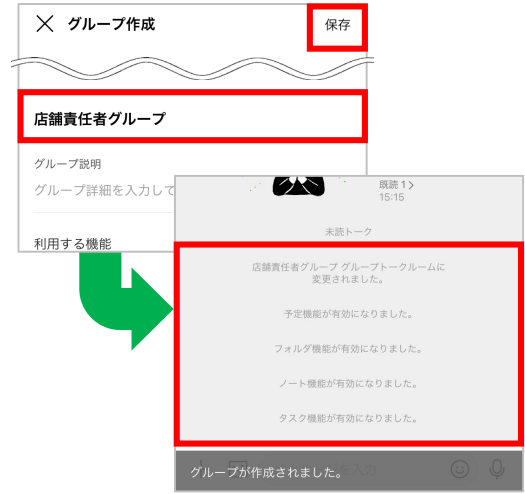 グループ作成
保存
店舗責任者グループ
グループ説明
グループ詳細を入力して
利用する機能
既読 1
15:15
未読トーク
店舗責任者グループ グループトークルームに
変更されました。
予定機能が有効になりました。
フォルダ機能が有効になりました。
ノート機能が有効になりました。
タスク機能が有効になりました。
グループが作成されました。
入力